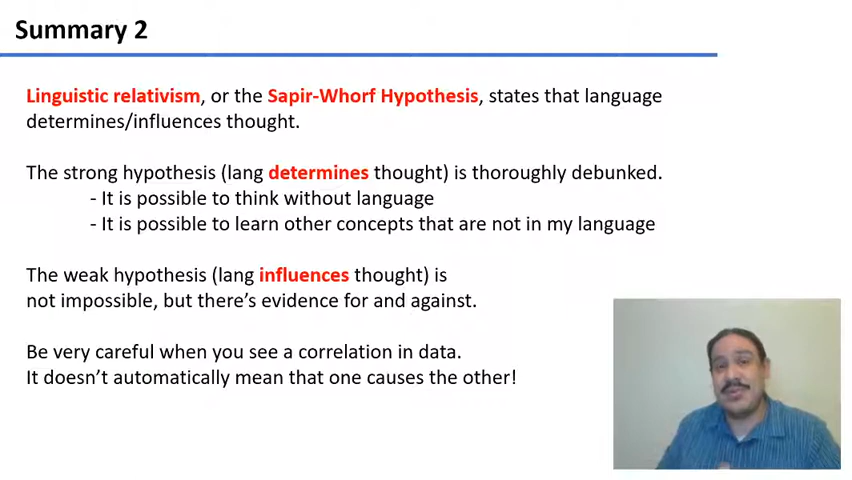 Summary 2
Linguistic relativism, or the Sapir-Whorf Hypothesis, states that language
determines/influences thought.
The strong hypothesis (lang determines thought) is thoroughly debunked.
- It is possible to think without language
- It is possible to learn other concepts that are not in my language
The weak hypothesis (lang influences thought) is
not impossible, but there's evidence for and against.
Be very careful when you see a correlation in data.
It doesn't automatically mean that one causes the other!